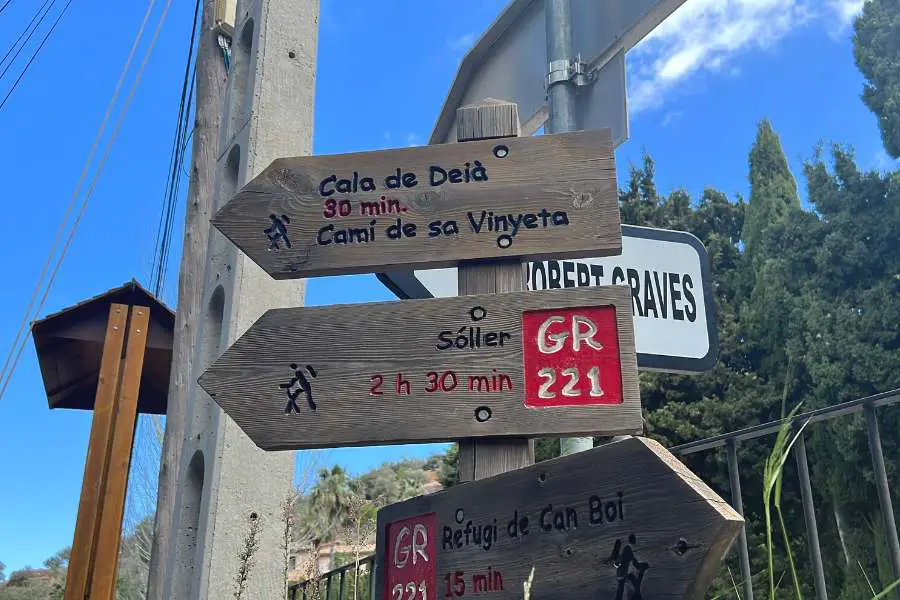 Cala de Deià
30 min.
Camí de sa Vinyeta
ROBERT GRAVES
Sóller
2 h 30 min
GR
221
Refugi de Can Boi
15 min
GR
221